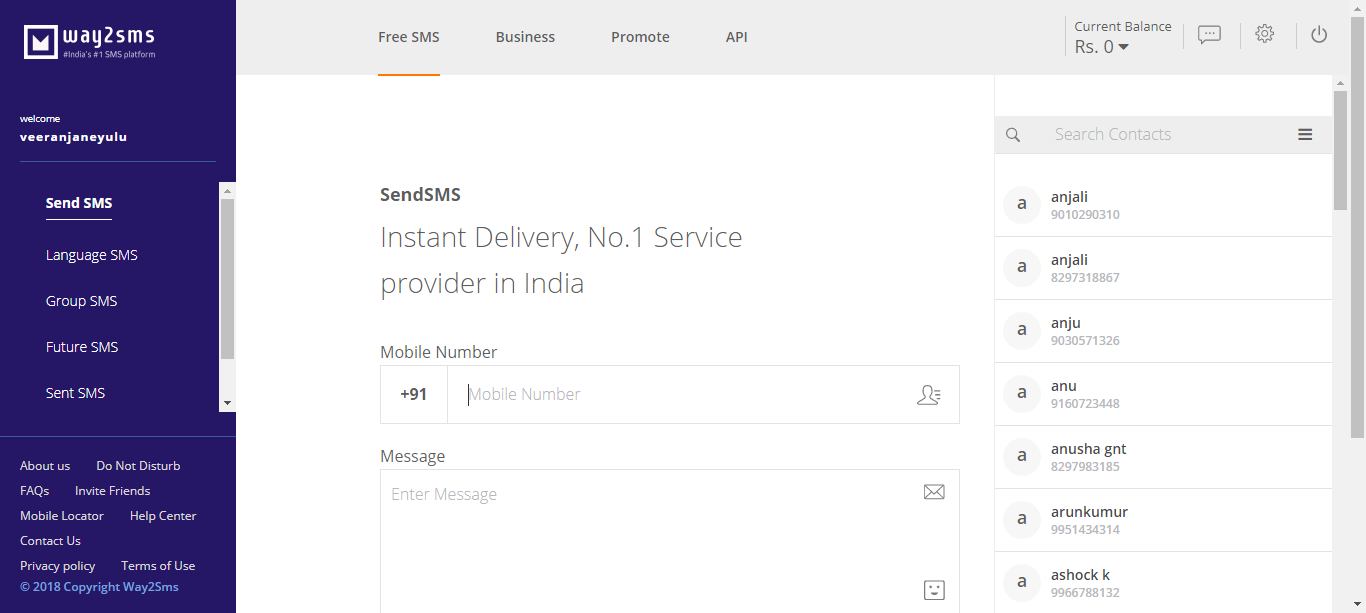 way2sms
#India's #1 SMS platform
welcome
veeranjaneyulu
Send SMS
Language SMS
Group SMS
Future SMS
Sent SMS
About us Do Not Disturb
FAQs Invite Friends
Mobile Locator Help Center
Contact Us
Privacy policy Terms of Use
© 2018 Copyright Way2Sms
Free SMS Business Promote API
Current Balance
Rs. 0
SendSMS
Instant Delivery, No.1 Service
provider in India
Mobile Number
+91 Mobile Number
Message
Enter Message
Search Contacts
a anjali
9010290310
a anjali
8297318867
a anju
9030571326
a anu
9160723448
a anusha gnt
8297983185
a arunkumur
9951434314
a ashock k
9966788132